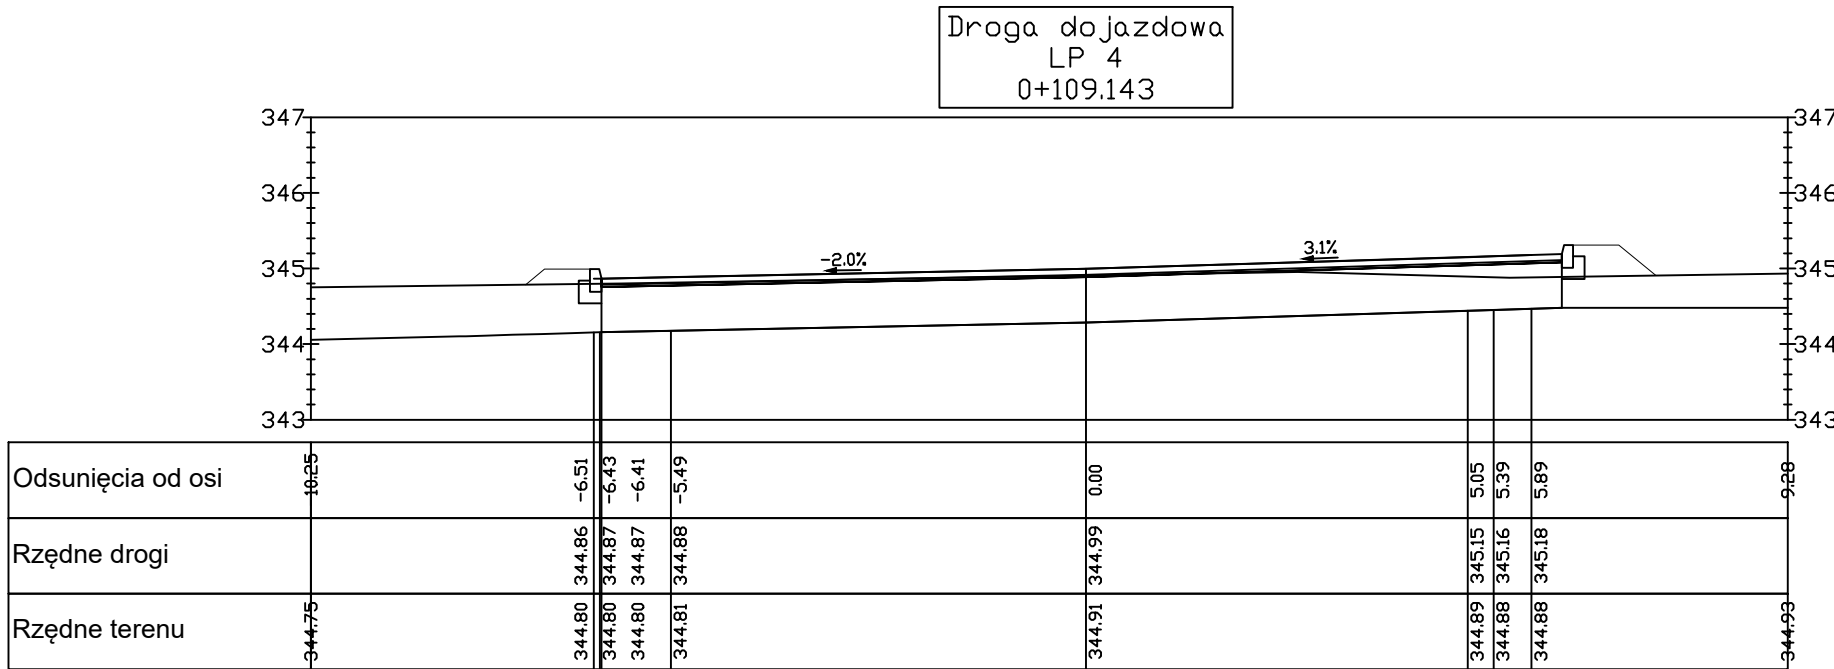 Droga dojazdowa
LP 4
0+109.143
347 347
346 346
345 345
344 344
343 343
-2.0% 3.1%
Odsunięcia od osi 10.25 -6.51 -6.43 -6.41 -5.49 0.00 5.05 5.39 5.89 9.28
Rzędne drogi 344.86 344.87 344.87 344.88 344.99 345.15 345.16 345.18
Rzędne terenu 344.75 344.80 344.80 344.80 344.81 344.91 344.89 344.88 344.88 344.93